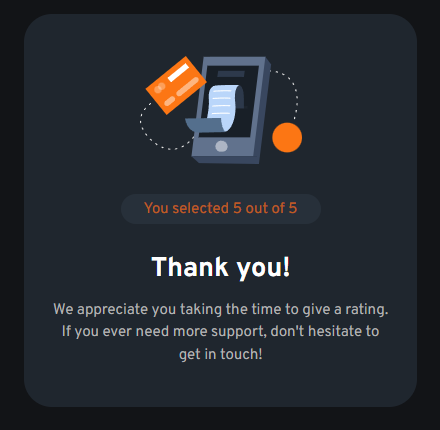 You selected 5 out of 5
Thank you!
We appreciate you taking the time to give a rating.
If you ever need more support, don't hesitate to
get in touch!